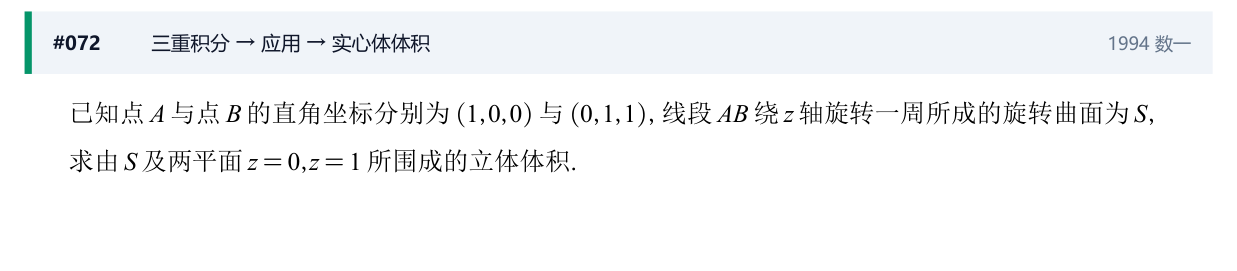 #072 三重积分 → 应用 → 实心体体积 1994 数一
已知点 A 与点 B 的直角坐标分别为 (1,0,0) 与 (0,1,1), 线段 AB 绕 z 轴旋转一周所成的旋转曲面为 S,
求由 S 及两平面 z=0,z=1 所围成的立体体积.